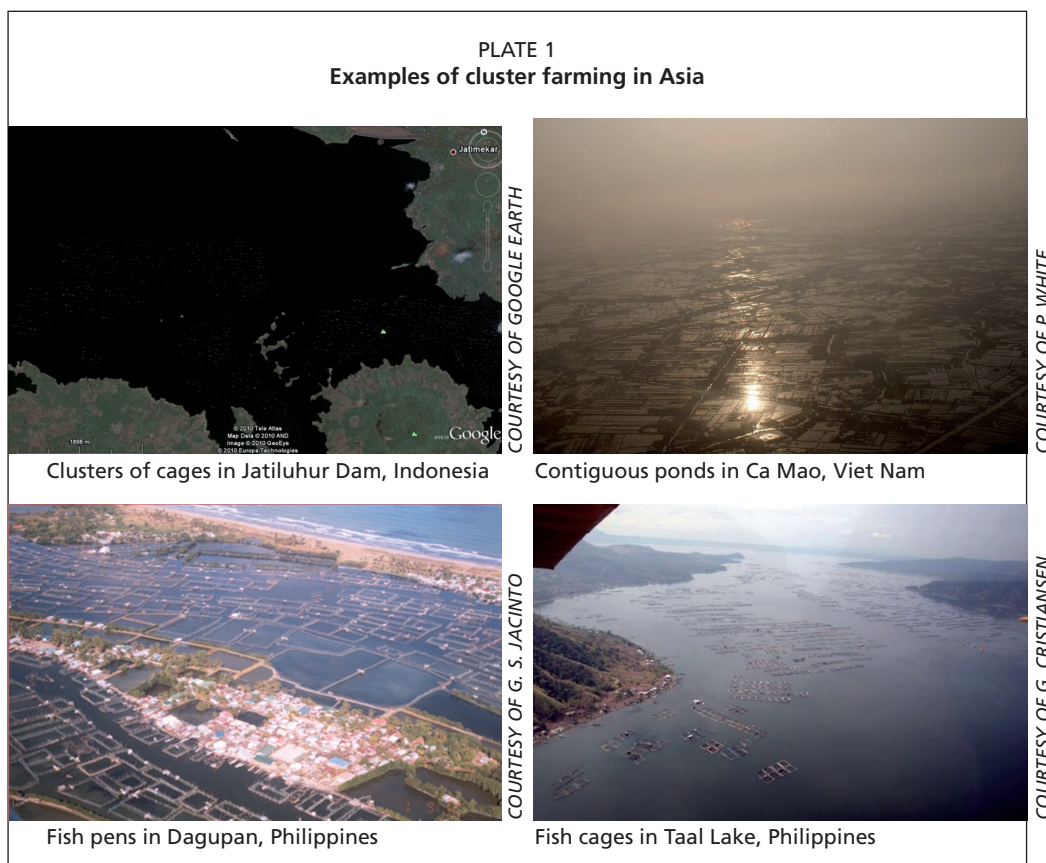 PLATE 1
Examples of cluster farming in Asia
Jatimekar
1896 m
© 2010 Tele Atlas
Map Data © 2010 AND
Image © 2010 GeoEye
© 2010 Europa Technologies
©2010 Google
COURTESY OF GOOGLE EARTH
COURTESY OF P. WHITE
Clusters of cages in Jatiluhur Dam, Indonesia
Contiguous ponds in Ca Mao, Viet Nam
COURTESY OF G. S. JACINTO
COURTESY OF G. CRISTIANSEN
Fish pens in Dagupan, Philippines
Fish cages in Taal Lake, Philippines